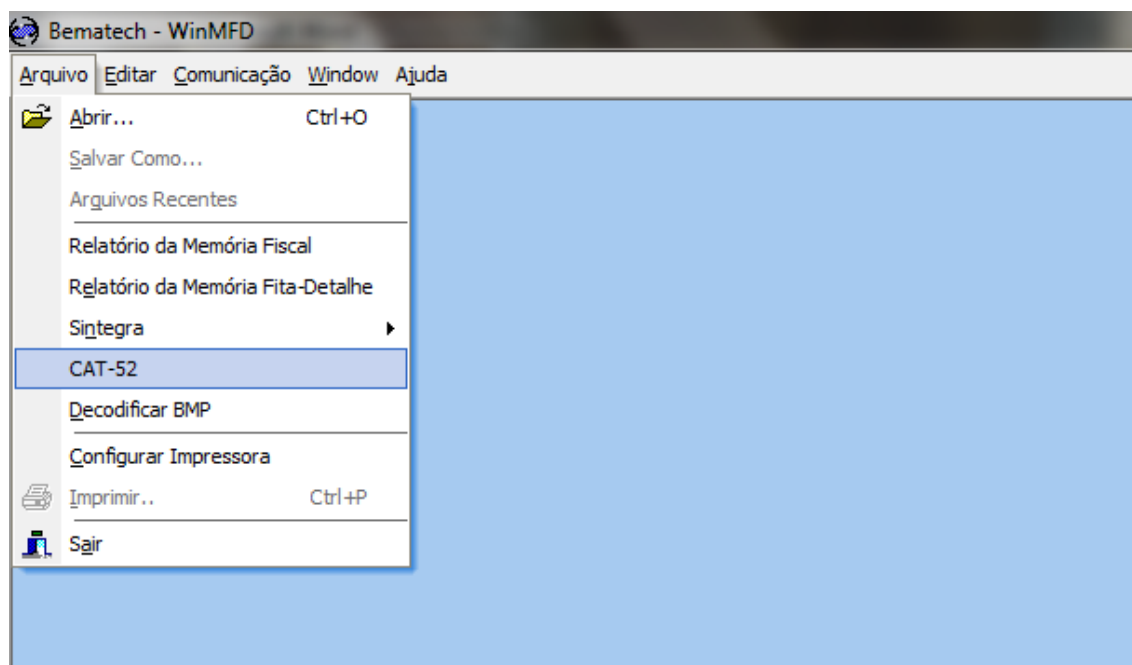 Bematech - WinMFD
Arquivo Editar Comunicação Window Ajuda
Abrir... Ctrl+O
Salvar Como...
Arquivos Recentes
Relatório da Memória Fiscal
Relatório da Memória Fita-Detalhe
Sintegra
CAT-52
Decodificar BMP
Configurar Impressora
Imprimir.. Ctrl+P
Sair